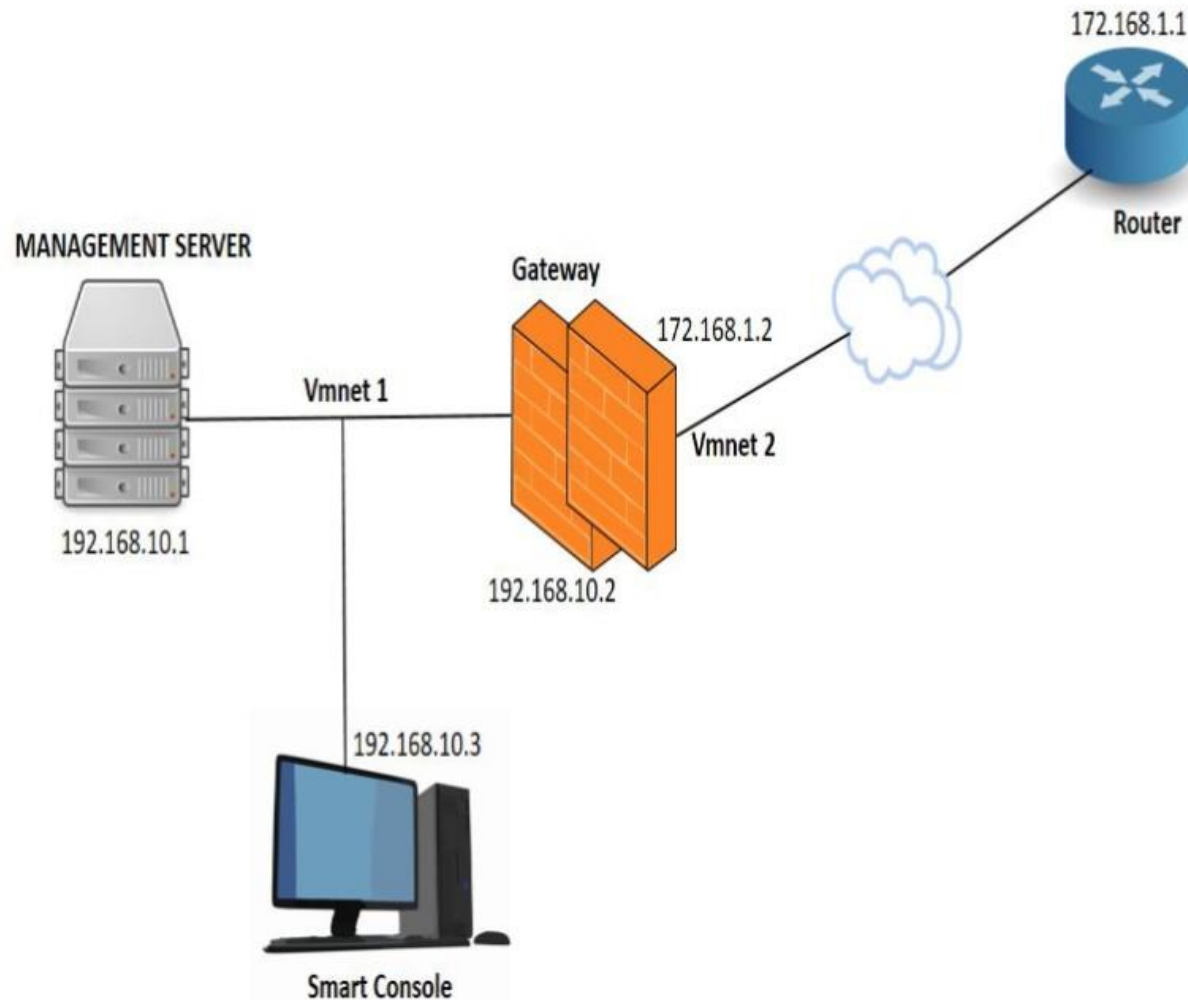 172.168.1.1
Router
MANAGEMENT SERVER
Gateway
172.168.1.2
Vmnet 1
Vmnet 2
192.168.10.1
192.168.10.2
192.168.10.3
Smart Console